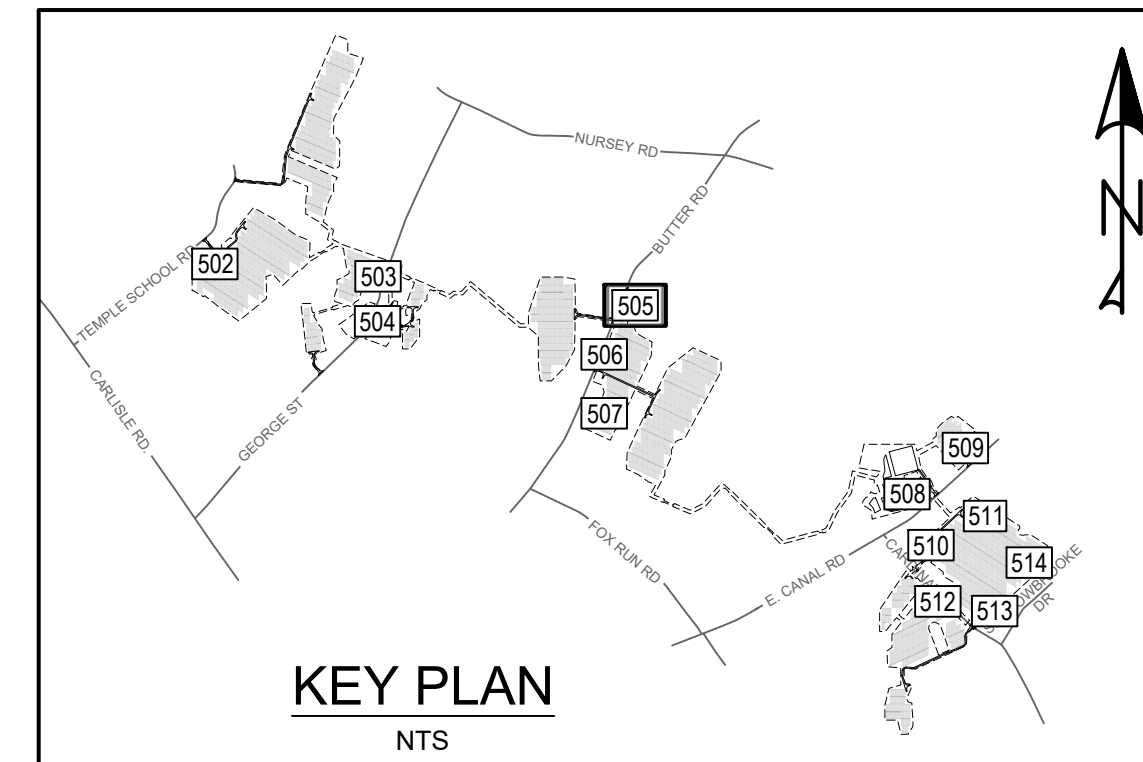 NURSEY RD
BUTTER RD
N
TEMPLE SCHOOL RD
502
503
504
505
506
507
CARLISLE RD.
GEORGE ST
509
508
511
510
514
FOX RUN RD
E. CANAL RD
512
513
DR
KEY PLAN
NTS